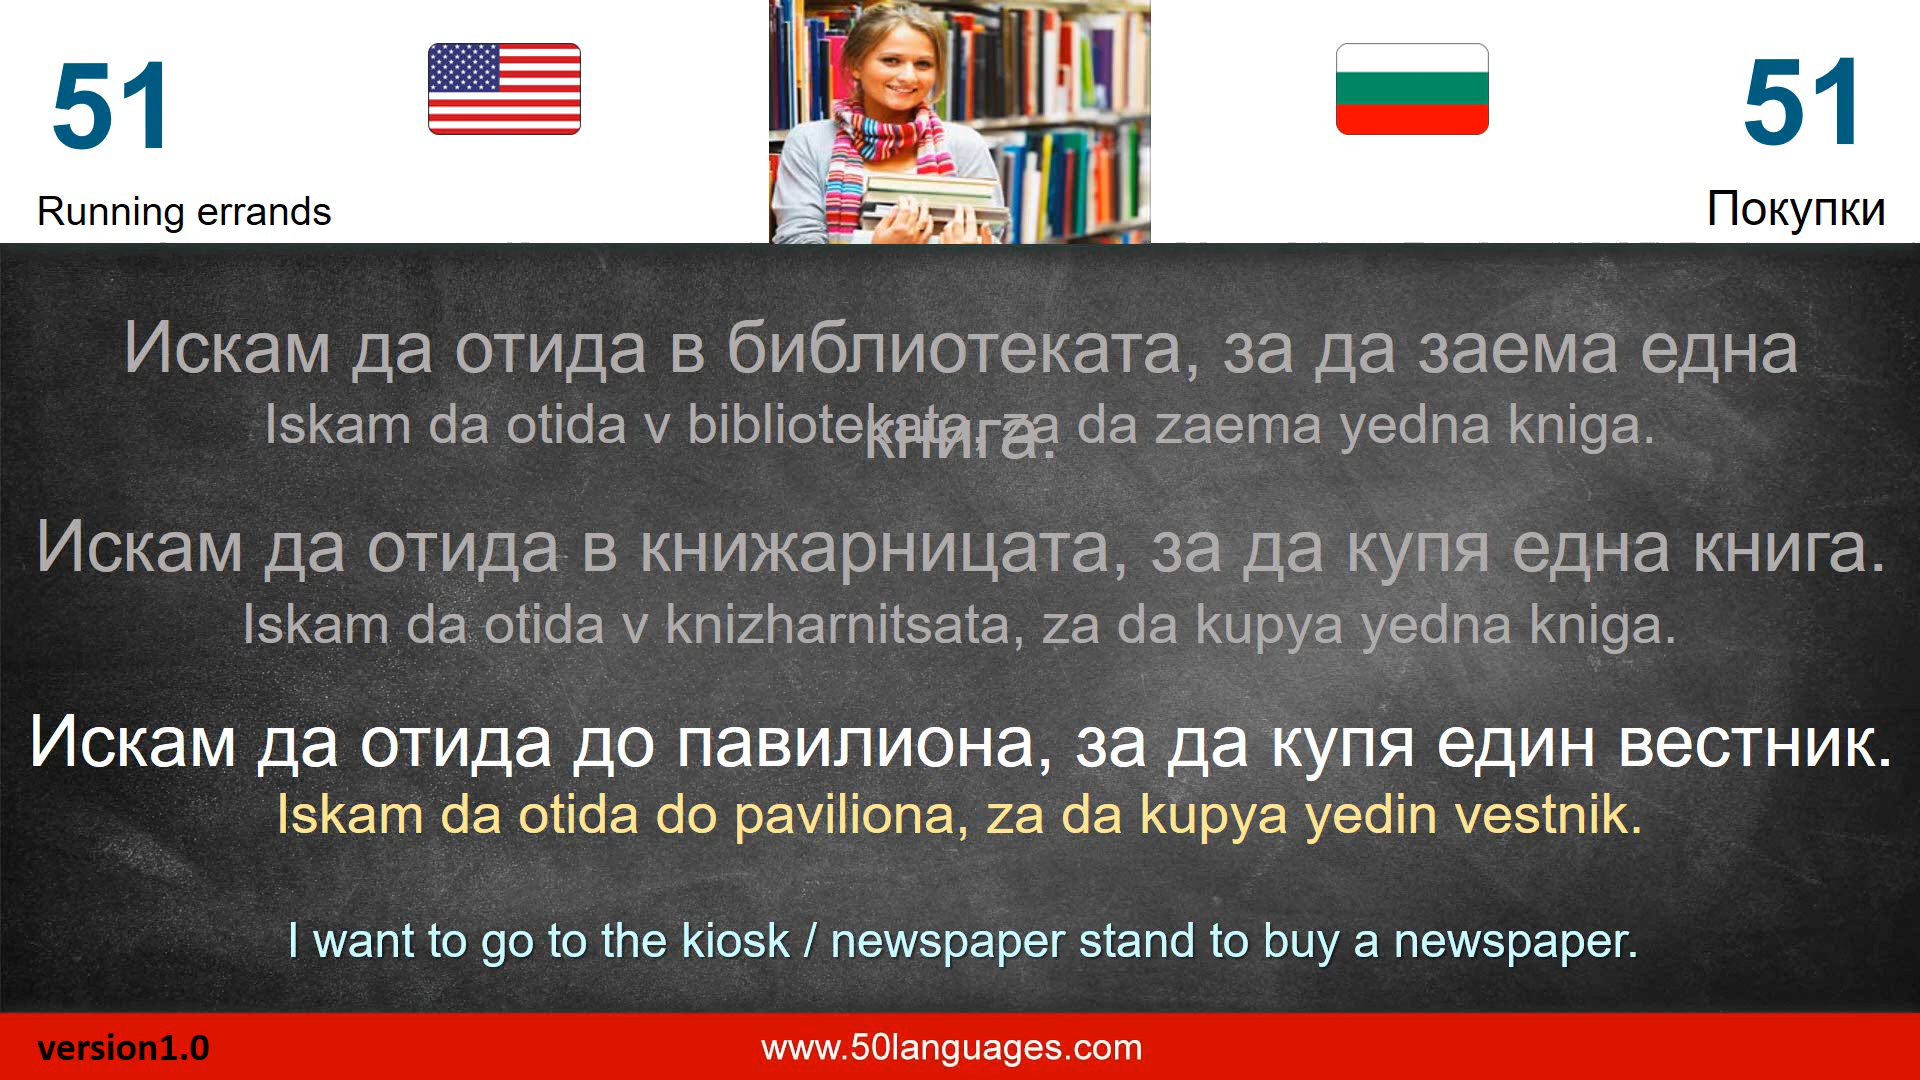 51
51
Running errands
Покупки
Искам да отида в библиотеката, за да заема една
книга.
Iskam da otida v bibliotekata, za da zaema yedna kniga.
Искам да отида в книжарницата, за да купя една книга.
Iskam da otida v knizharnitsata, za da kupya yedna kniga.
Искам да отида до павилиона, за да купя един вестник.
Iskam da otida do paviliona, za da kupya yedin vestnik.
I want to go to the kiosk / newspaper stand to buy a newspaper.
version1.0
www.50languages.com